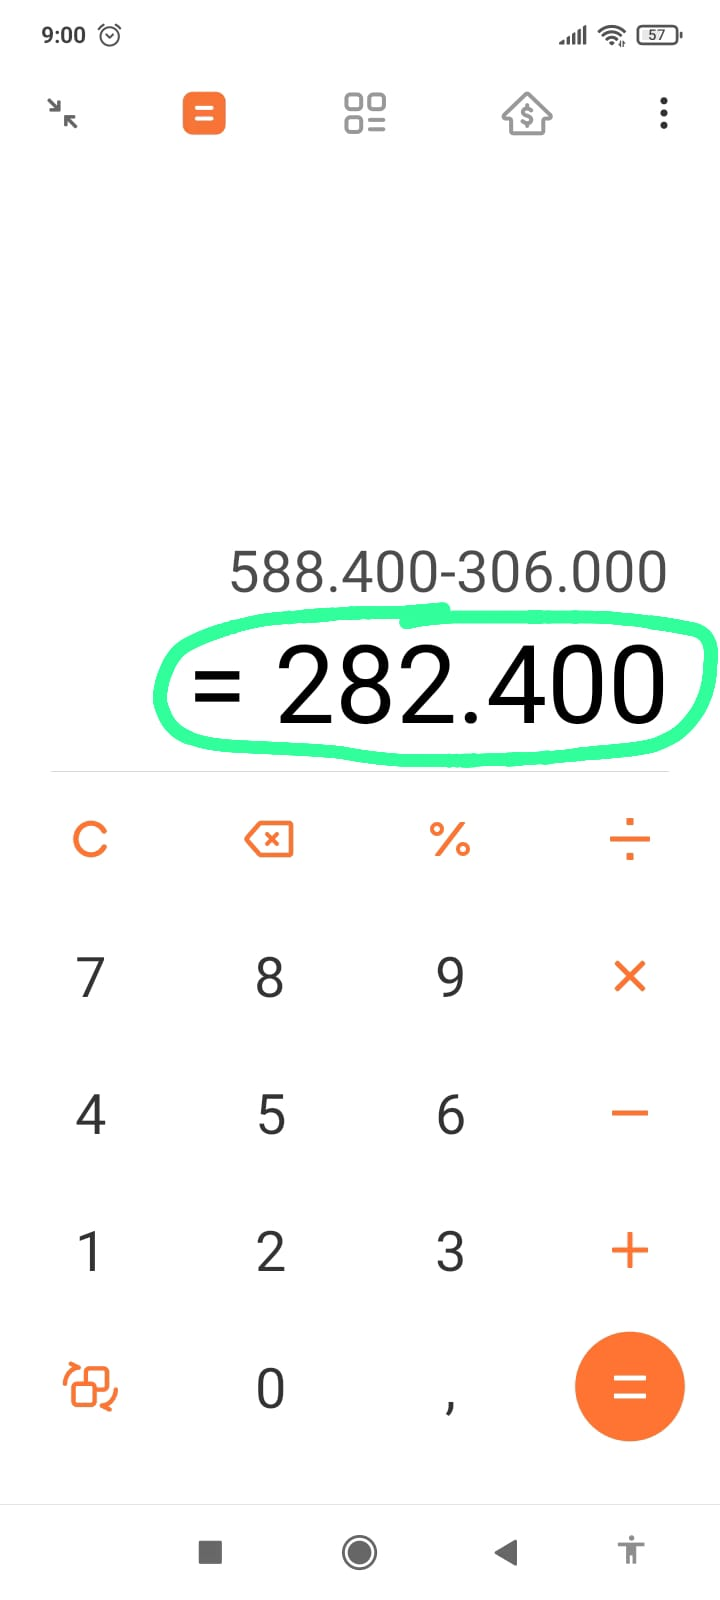 9:00
57
588.400-306.000
= 282.400
C % ÷
7 8 9 ×
4 5 6 −
1 2 3 +
0 , =